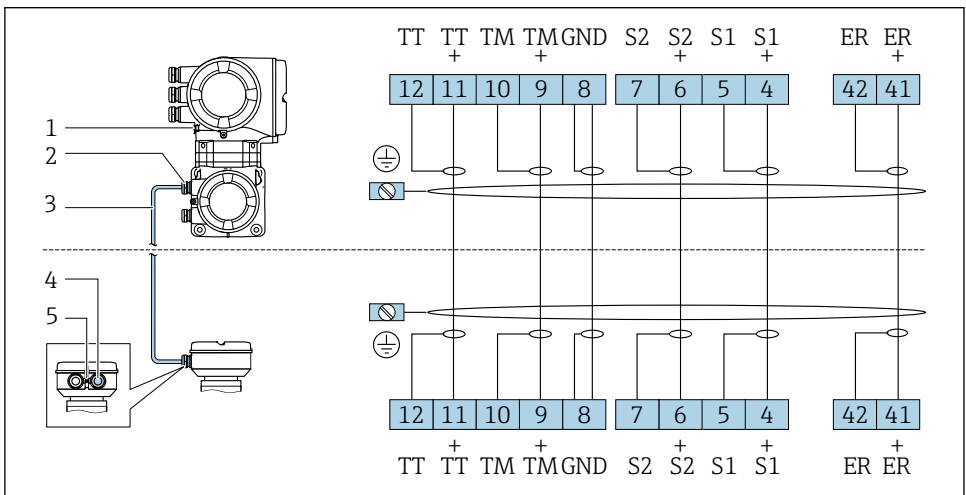 TT TT TM TM GND S2 S2 S1 S1 ER ER
+ + + + +
12 11 10 9 8 7 6 5 4 42 41
1
2
3
4
5
12 11 10 9 8 7 6 5 4 42 41
+ + + + +
TT TT TM TM GND S2 S2 S1 S1 ER ER